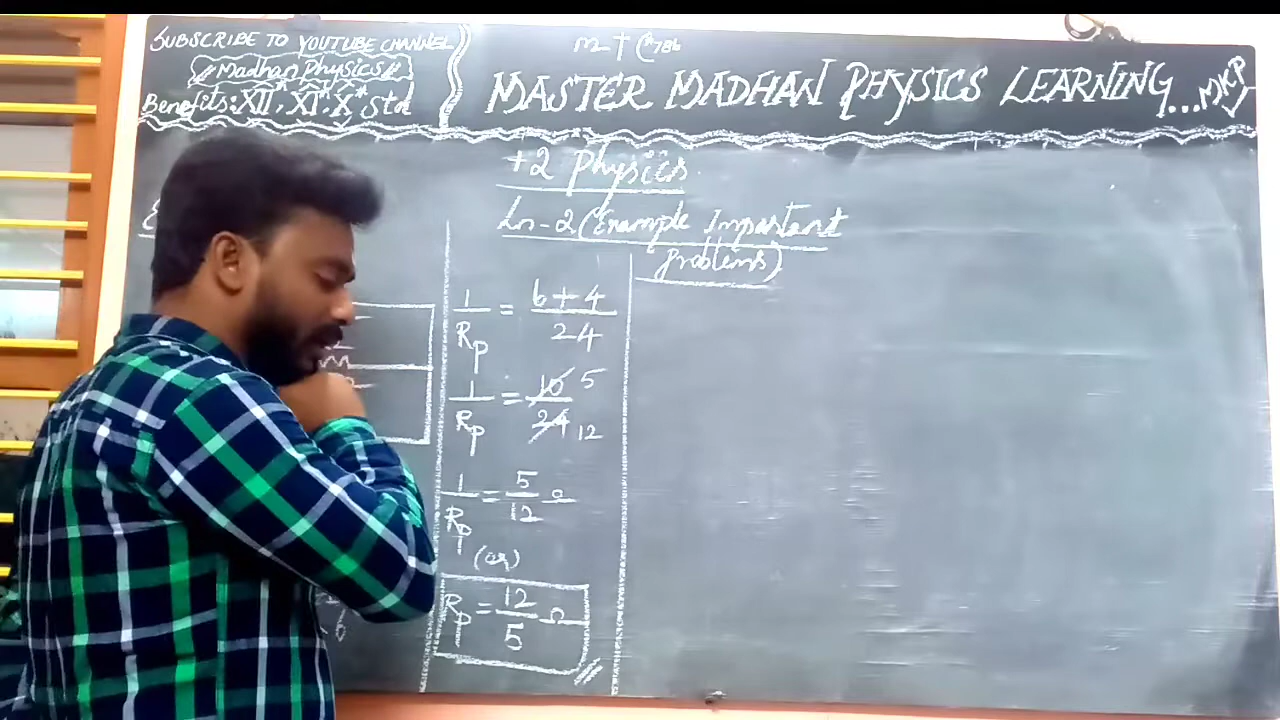 SUBSCRIBE TO YOUTUBE CHANNEL
Madhan Physics
Benefits: XII*, XI*, X* Std
MASTER MADHAN PHYSICS LEARNING...MKP
+2 Physics
Ln-2 (Example Important
Problems)
1/Rp = 6+4/24
1/Rp = 10/24 5/12
1/Rp = 5/12 Ω
(or)
Rp = 12/5 Ω
6